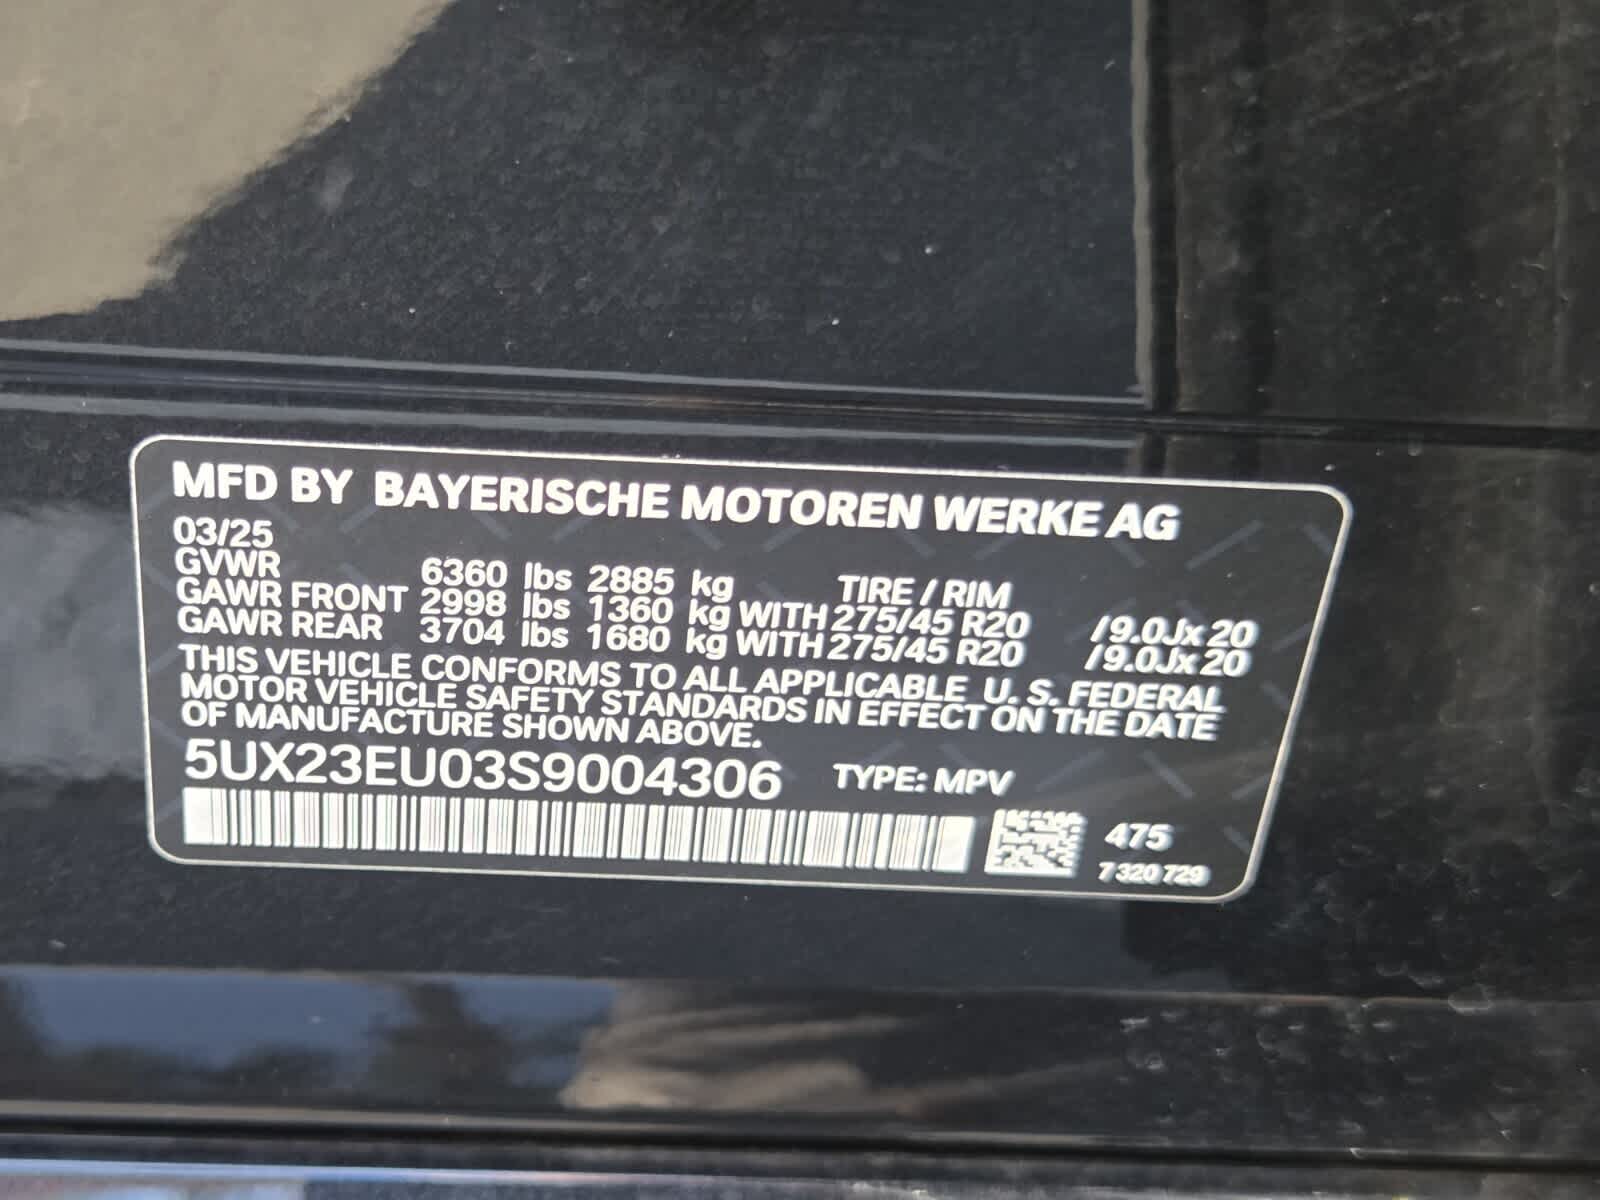 MFD BY BAYERISCHE MOTOREN WERKE AG
03/25
GVWR 6360 lbs 2885 kg TIRE / RIM
GAWR FRONT 2998 lbs 1360 kg WITH 275/45 R20 /9.0Jx20
GAWR REAR 3704 lbs 1680 kg WITH 275/45 R20 /9.0Jx20
THIS VEHICLE CONFORMS TO ALL APPLICABLE U. S. FEDERAL
MOTOR VEHICLE SAFETY STANDARDS IN EFFECT ON THE DATE
OF MANUFACTURE SHOWN ABOVE.
5UX23EU03S9004306 TYPE: MPV
475
7 320 729